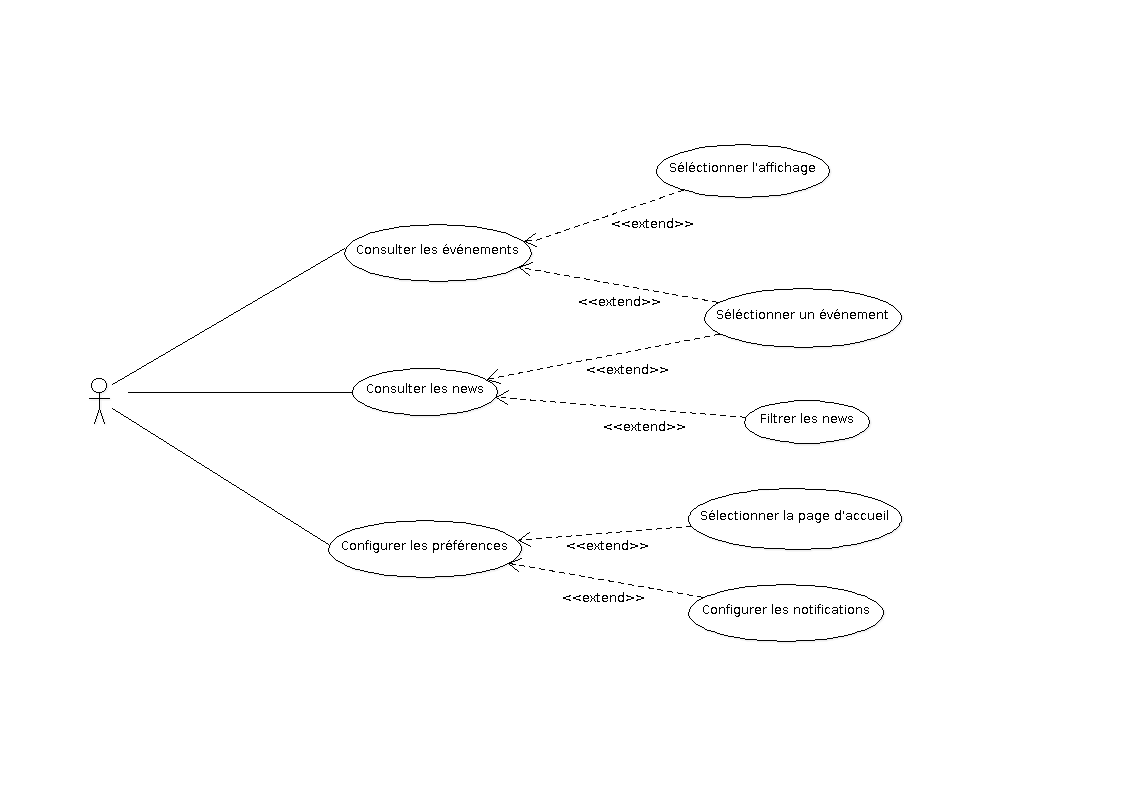 Séléctionner l'affichage
<<extend>>
Consulter les événements
<<extend>>
Séléctionner un événement
<<extend>>
Consulter les news
Filtrer les news
<<extend>>
Sélectionner la page d'accueil
Configurer les préférences
<<extend>>
<<extend>>
Configurer les notifications